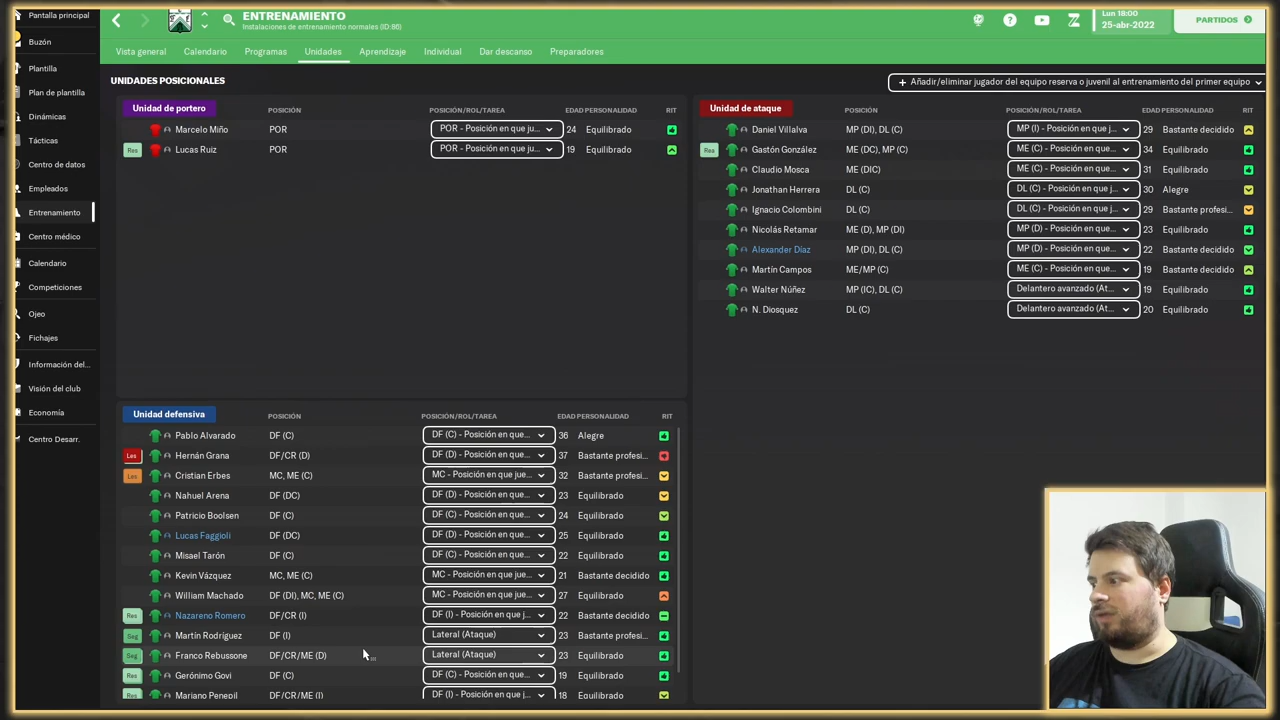 Pantalla principal
Buzón
Plantilla
Plan de plantilla
Dinámicas
Tácticas
Centro de datos
Empleados
Entrenamiento
Centro médico
Calendario
Competiciones
Ojeo
Fichajes
Información del...
Visión del club
Economía
Centro Desarr.
ENTRENAMIENTO
Instalaciones de entrenamiento normales (ID:86)
Lun 18:00
25-abr-2022
PARTIDOS
Vista general Calendario Programas Unidades Aprendizaje Individual Dar descanso Preparadores
UNIDADES POSICIONALES
+ Añadir/eliminar jugador del equipo reserva o juvenil al entrenamiento del primer equipo
Unidad de portero POSICIÓN POSICIÓN/ROL/TAREA EDAD PERSONALIDAD RIT
Marcelo Miño POR POR - Posición en que ju... 24 Equilibrado
Res Lucas Ruiz POR POR - Posición en que ju... 19 Equilibrado
Unidad defensiva POSICIÓN POSICIÓN/ROL/TAREA EDAD PERSONALIDAD RIT
Pablo Alvarado DF (C) DF (C) - Posición en que... 36 Alegre
Les Hernán Grana DF/CR (D) DF (D) - Posición en que... 37 Bastante profesi...
Les Cristian Erbes MC, ME (C) MC - Posición en que jue... 32 Bastante profesi...
Nahuel Arena DF (DC) DF (D) - Posición en que... 23 Equilibrado
Patricio Boolsen DF (C) DF (C) - Posición en que... 24 Equilibrado
Lucas Faggioli DF (DC) DF (D) - Posición en que... 25 Equilibrado
Misael Tarón DF (C) DF (C) - Posición en que... 22 Equilibrado
Kevin Vázquez MC, ME (C) MC - Posición en que jue... 21 Bastante decidido
William Machado DF (DI), MC, ME (C) MC - Posición en que jue... 27 Equilibrado
Res Nazareno Romero DF/CR (I) DF (I) - Posición en que j... 22 Bastante decidido
Seg Martín Rodríguez DF (I) Lateral (Ataque) 23 Bastante profesi...
Seg Franco Rebussone DF/CR/ME (D) Lateral (Ataque) 23 Equilibrado
Res Gerónimo Govi DF (C) DF (C) - Posición en que... 19 Equilibrado
Res Mariano Penepil DF/CR/ME (I) DF (I) - Posición en que j... 18 Equilibrado
Unidad de ataque POSICIÓN POSICIÓN/ROL/TAREA EDAD PERSONALIDAD RIT
Daniel Villalva MP (DI), DL (C) MP (I) - Posición en que j... 29 Bastante decidido
Res Gastón González ME (DC), MP (C) ME (C) - Posición en que... 34 Equilibrado
Claudio Mosca ME (DIC) ME (C) - Posición en que... 31 Equilibrado
Jonathan Herrera DL (C) DL (C) - Posición en que j... 30 Alegre
Ignacio Colombini DL (C) DL (C) - Posición en que j... 29 Bastante profesi...
Nicolás Retamar ME (D), MP (DI) MP (D) - Posición en que... 23 Equilibrado
Alexander Díaz MP (DI), DL (C) MP (D) - Posición en que... 22 Bastante decidido
Martín Campos ME/MP (C) ME (C) - Posición en que... 19 Bastante decidido
Walter Núñez MP (IC), DL (C) Delantero avanzado (At... 19 Equilibrado
N. Diosquez DL (C) Delantero avanzado (At... 20 Equilibrado